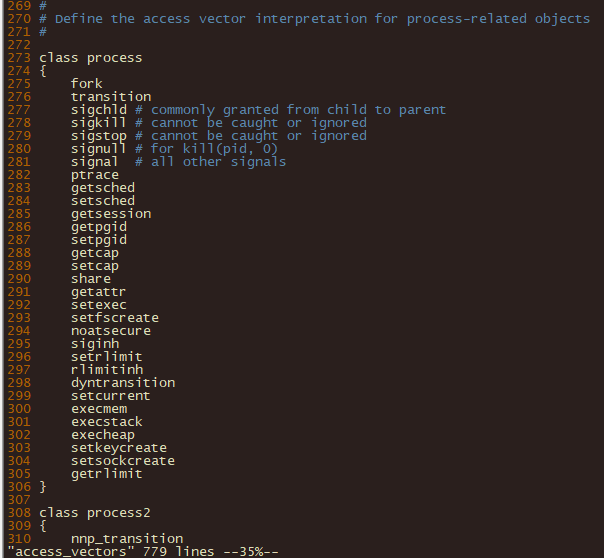 269 #
270 # Define the access vector interpretation for process-related objects
271 #
272
273 class process
274 {
275     fork
276     transition
277     sigchld # commonly granted from child to parent
278     sigkill # cannot be caught or ignored
279     sigstop # cannot be caught or ignored
280     signull # for kill(pid, 0)
281     signal  # all other signals
282     ptrace
283     getsched
284     setsched
285     getsession
286     getpgid
287     setpgid
288     getcap
289     setcap
290     share
291     getattr
292     setexec
293     setfscreate
294     noatsecure
295     siginh
296     setrlimit
297     rlimitinh
298     dyntransition
299     setcurrent
300     execmem
301     execstack
302     execheap
303     setkeycreate
304     setsockcreate
305     getrlimit
306 }
307
308 class process2
309 {
310     nnp_transition
"access_vectors" 779 lines --35%--